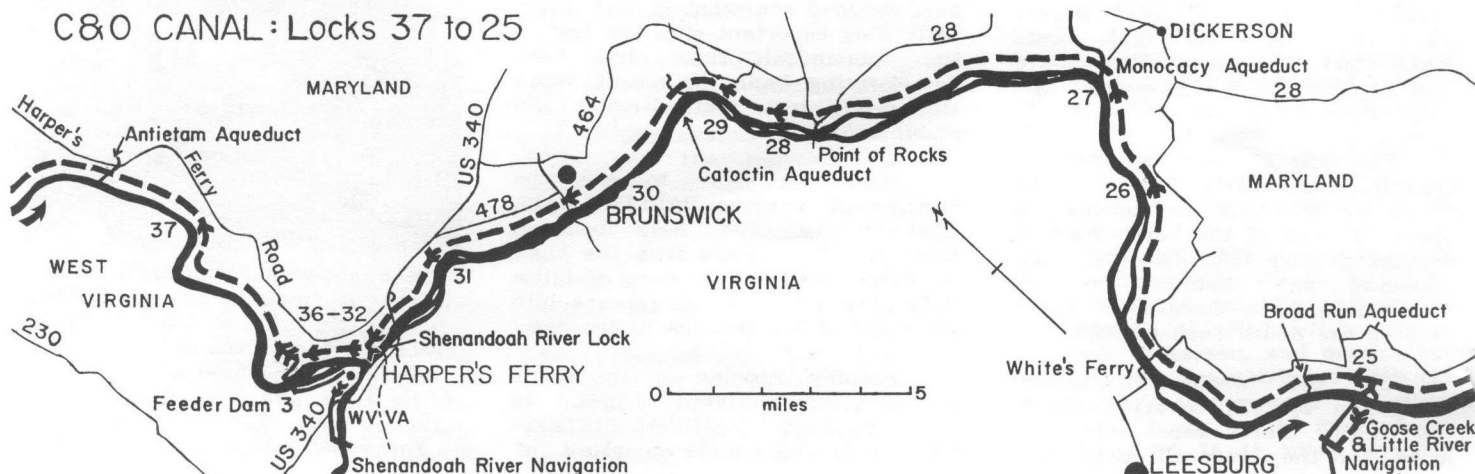 C&O CANAL: Locks 37 to 25
MARYLAND
Harper's
Ferry
Road
Antietam Aqueduct
37
WEST
VIRGINIA
230
36-32
Feeder Dam 3
US 340
WV-VA
Shenandoah River Navigation
HARPER'S FERRY
Shenandoah River Lock
31
478
US 340
464
30
BRUNSWICK
VIRGINIA
29
Catoctin Aqueduct
28
Point of Rocks
28
N
0
5
miles
DICKERSON
Monocacy Aqueduct
27
28
26
MARYLAND
White's Ferry
Broad Run Aqueduct
25
Goose Creek
& Little River
Navigation
LEESBURG